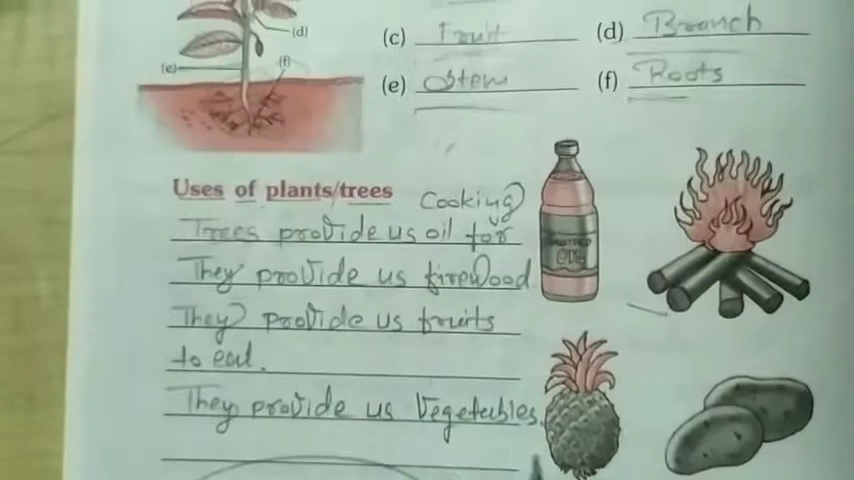 (d)
(e)
(f)
(c) Fruit (d) Branch
(e) Stem (f) Roots
Uses of plants/trees
Cooking
Trees provide us oil for
They provide us firewood
They provide us fruits
to eat.
They provide us Vegetables.
OIL